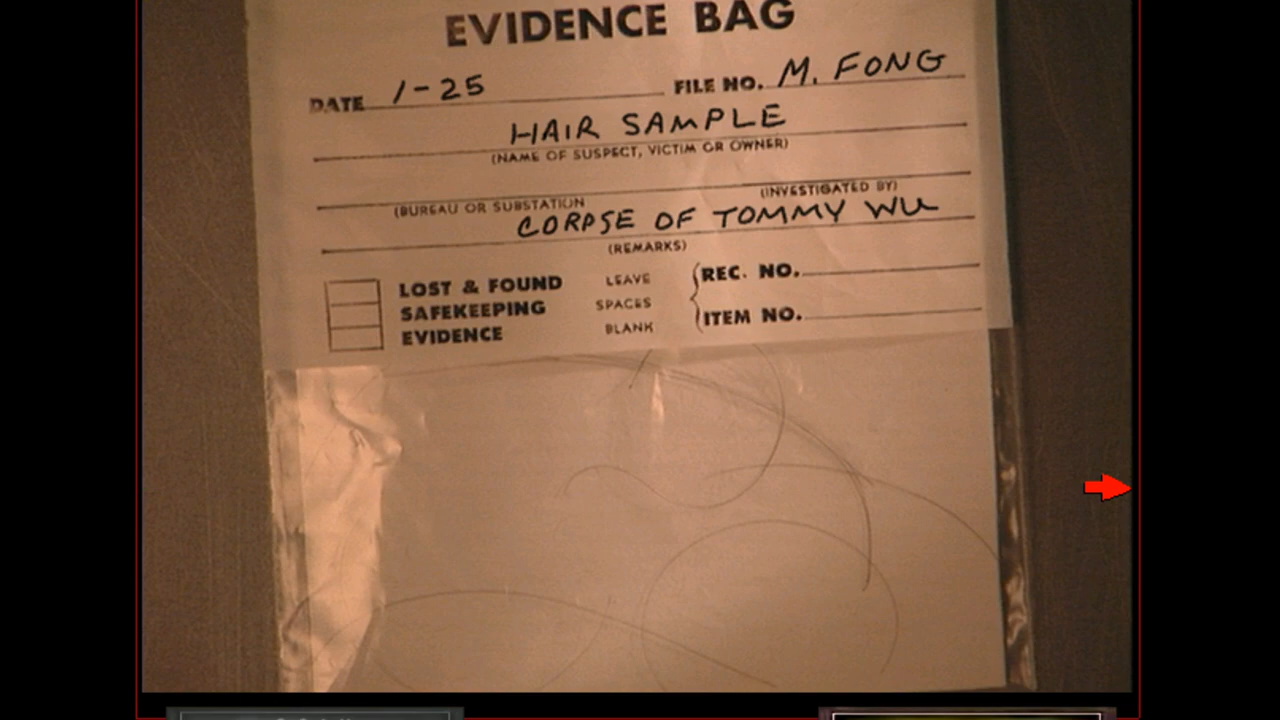 EVIDENCE BAG
DATE 1-25 FILE NO. M. FONG
HAIR SAMPLE
(NAME OF SUSPECT, VICTIM OR OWNER)
(BUREAU OR SUBSTATION (INVESTIGATED BY)
CORPSE OF TOMMY WU
(REMARKS)
LOST & FOUND LEAVE REC. NO.
SAFEKEEPING SPACES
EVIDENCE BLANK ITEM NO.